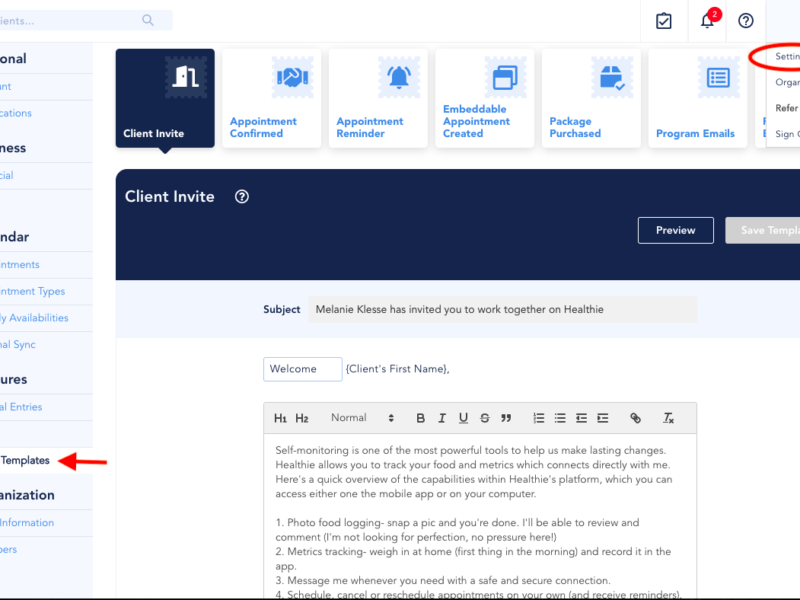 ients...
2
Settin
Organ
Refer
Sign
onal
unt
cations
ness
cial
ndar
intments
intment Types
ly Availabilities
nal Sync
ures
al Entries
Templates
anization
Information
bers
Client Invite
Appointment
Confirmed
Appointment
Reminder
Embeddable
Appointment
Created
Package
Purchased
Program Emails
Client Invite
Preview
Save Templa
Subject
Melanie Klesse has invited you to work together on Healthie
Welcome
{Client's First Name},
H1 H2 Normal B I U S
Self-monitoring is one of the most powerful tools to help us make lasting changes.
Healthie allows you to track your food and metrics which connects directly with me.
Here's a quick overview of the capabilities within Healthie's platform, which you can
access either one the mobile app or on your computer.
1. Photo food logging- snap a pic and you're done. I'll be able to review and
comment (I'm not looking for perfection, no pressure here!)
2. Metrics tracking- weigh in at home (first thing in the morning) and record it in the
app.
3. Message me whenever you need with a safe and secure connection.
4. Schedule, cancel or reschedule appointments on your own (and receive reminders).